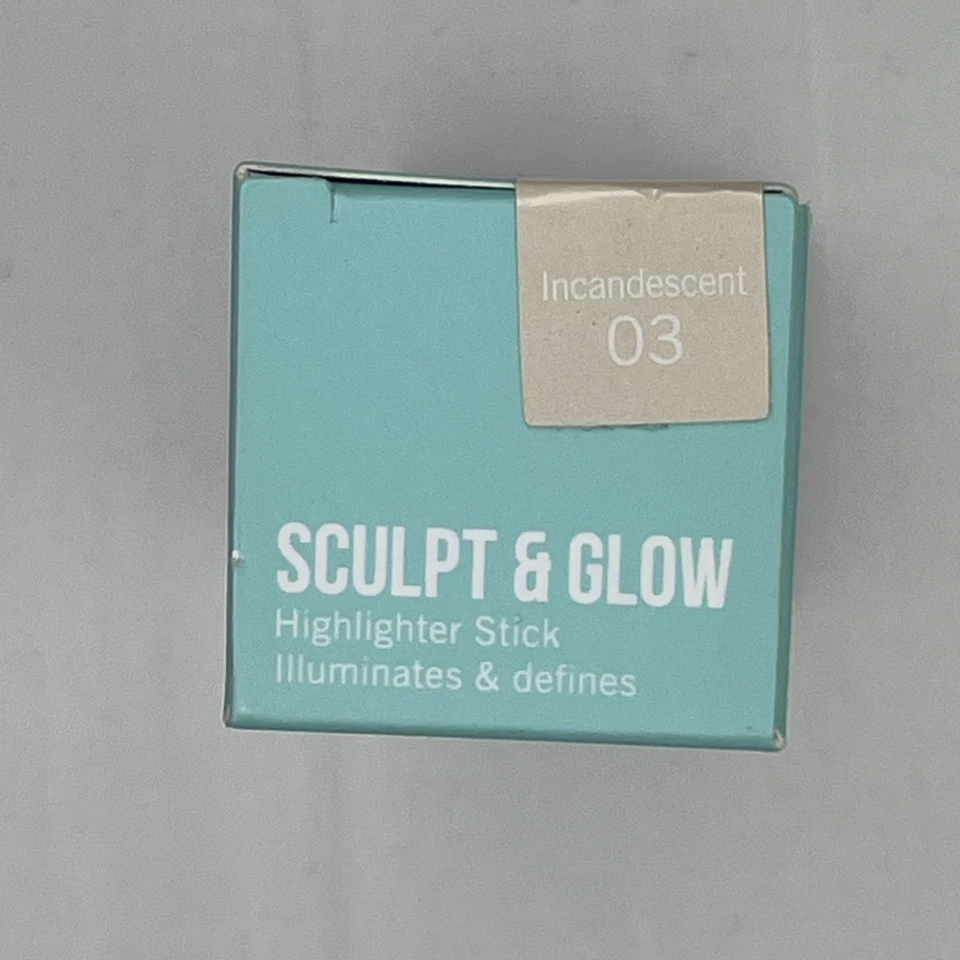 Incandescent
03
SCULPT & GLOW
Highlighter Stick
Illuminates & defines